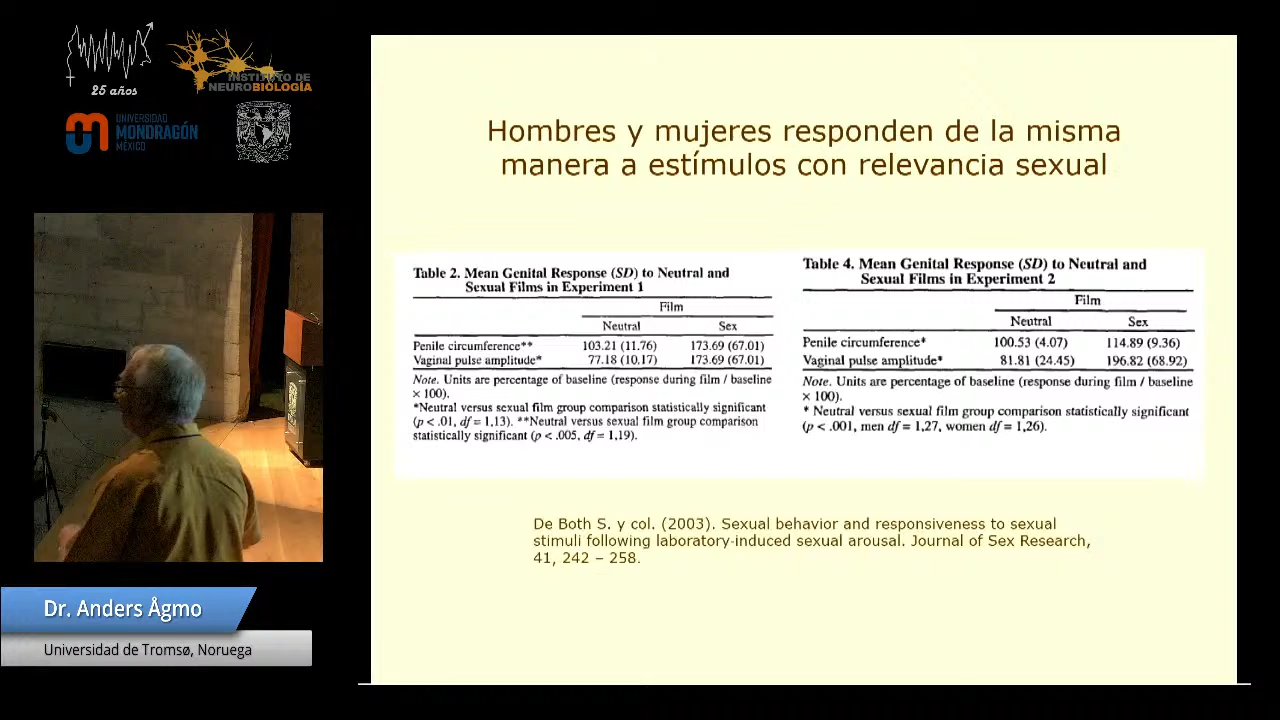 25 años
INSTITUTO DE
NEUROBIOLOGÍA
UNIVERSIDAD
MONDRAGÓN
MÉXICO
Hombres y mujeres responden de la misma
manera a estímulos con relevancia sexual
Table 2. Mean Genital Response (SD) to Neutral and
Sexual Films in Experiment 1
Film
Neutral Sex
Penile circumference** 103.21 (11.76) 173.69 (67.01)
Vaginal pulse amplitude* 77.18 (10.17) 173.69 (67.01)
Note. Units are percentage of baseline (response during film / baseline
× 100).
*Neutral versus sexual film group comparison statistically significant
(p < .01, df = 1,13). **Neutral versus sexual film group comparison
statistically significant (p < .005, df = 1,19).
Table 4. Mean Genital Response (SD) to Neutral and
Sexual Films in Experiment 2
Film
Neutral Sex
Penile circumference* 100.53 (4.07) 114.89 (9.36)
Vaginal pulse amplitude* 81.81 (24.45) 196.82 (68.92)
Note. Units are percentage of baseline (response during film / baseline
× 100).
* Neutral versus sexual film group comparison statistically significant
(p < .001, men df = 1,27, women df = 1,26).
De Both S. y col. (2003). Sexual behavior and responsiveness to sexual
stimuli following laboratory-induced sexual arousal. Journal of Sex Research,
41, 242 – 258.
Dr. Anders Ågmo
Universidad de Tromsø, Noruega